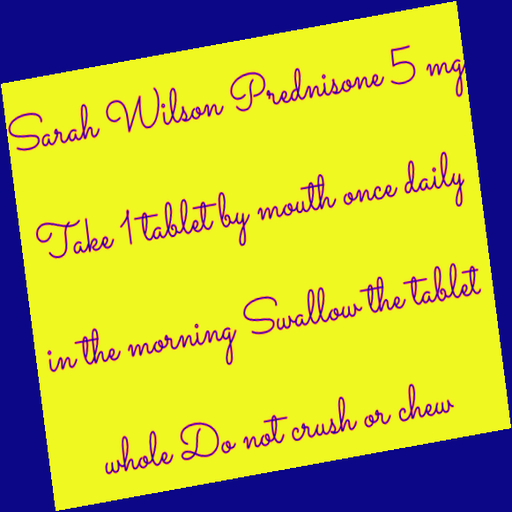 Sarah Wilson Prednisone 5 mg
Take 1 tablet by mouth once daily
in the morning Swallow the tablet
whole Do not crush or chew